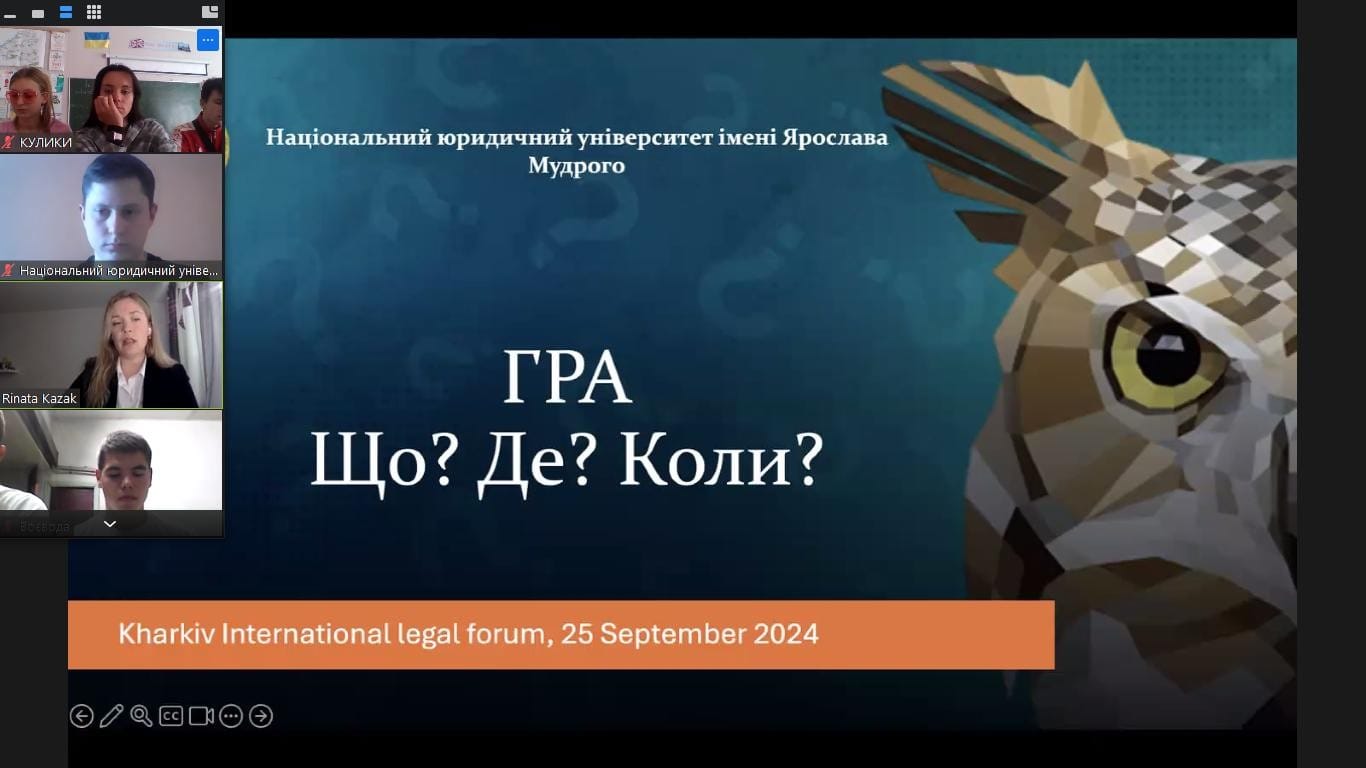 КУЛИКИ
Національний юридичний уніве...
Rinata Kazak
Воєвода
Національний юридичний університет імені Ярослава
Мудрого
ГРА
Що? Де? Коли?
Kharkiv International legal forum, 25 September 2024
CC